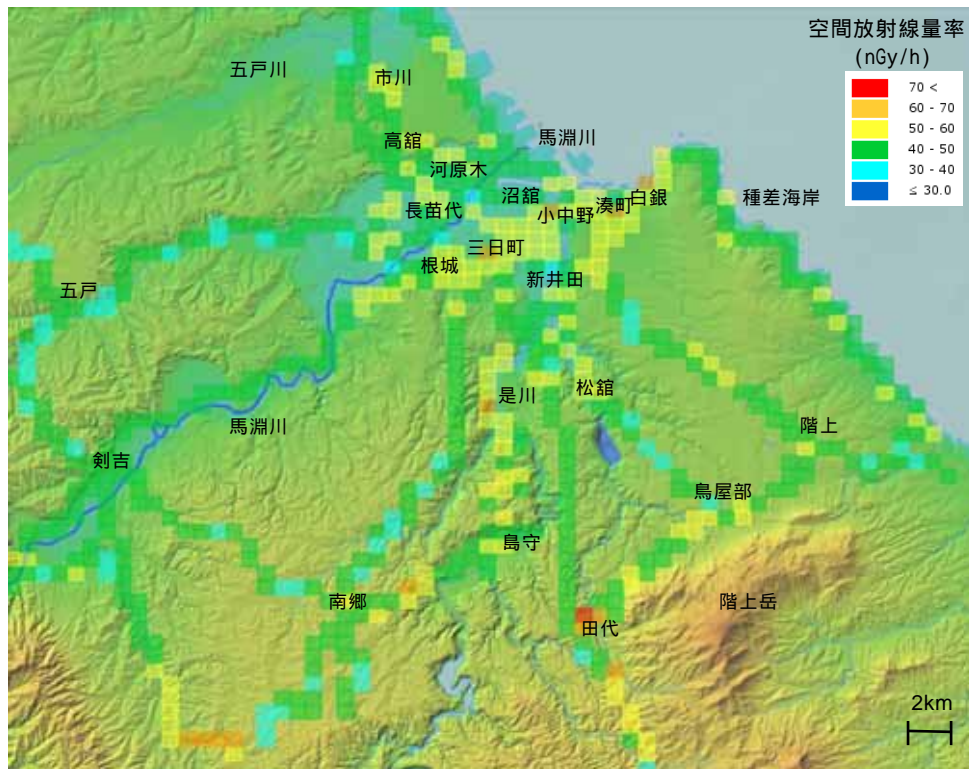 空間放射線量率
(nGy/h)
70 <
60 - 70
50 - 60
40 - 50
30 - 40
≤ 30.0
五戸川
市川
高舘
馬淵川
河原木
長苗代
沼舘
小中野
湊町
白銀
種差海岸
三日町
根城
新井田
五戸
是川
松舘
馬淵川
階上
剣吉
鳥屋部
島守
南郷
田代
階上岳
2km